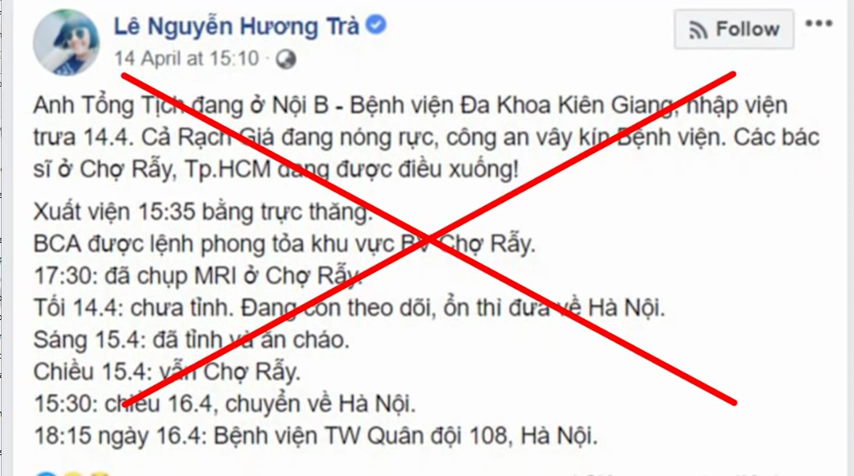 Lê Nguyễn Hương Trà
Follow
14 April at 15:10
Anh Tổng Tịch đang ở Nội B - Bệnh viện Đa Khoa Kiên Giang, nhập viện
trưa 14.4. Cả Rạch Giá đang nóng rực, công an vây kín Bệnh viện. Các bác
sĩ ở Chợ Rẫy, Tp.HCM đang được điều xuống!
Xuất viện 15:35 bằng trực thăng.
BCA được lệnh phong tỏa khu vực BV Chợ Rẫy.
17:30: đã chụp MRI ở Chợ Rẫy.
Tối 14.4: chưa tỉnh. Đang còn theo dõi, ổn thì đưa về Hà Nội.
Sáng 15.4: đã tỉnh và ăn cháo.
Chiều 15.4: vẫn Chợ Rẫy.
15:30: chiều 16.4, chuyển về Hà Nội.
18:15 ngày 16.4: Bệnh viện TW Quân đội 108, Hà Nội.